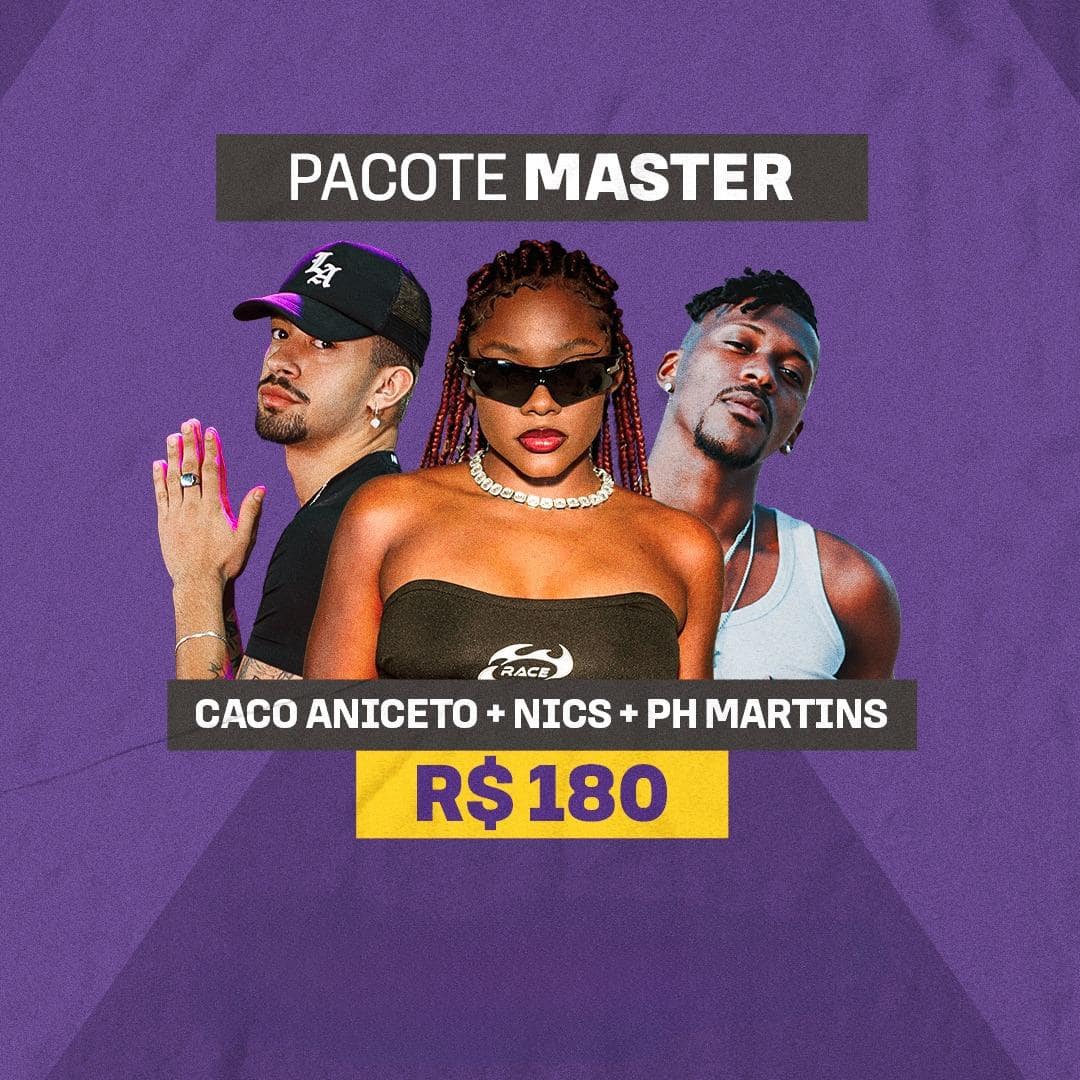 PACOTE MASTER
LA
RACE
CACO ANICETO + NICS + PH MARTINS
R$ 180